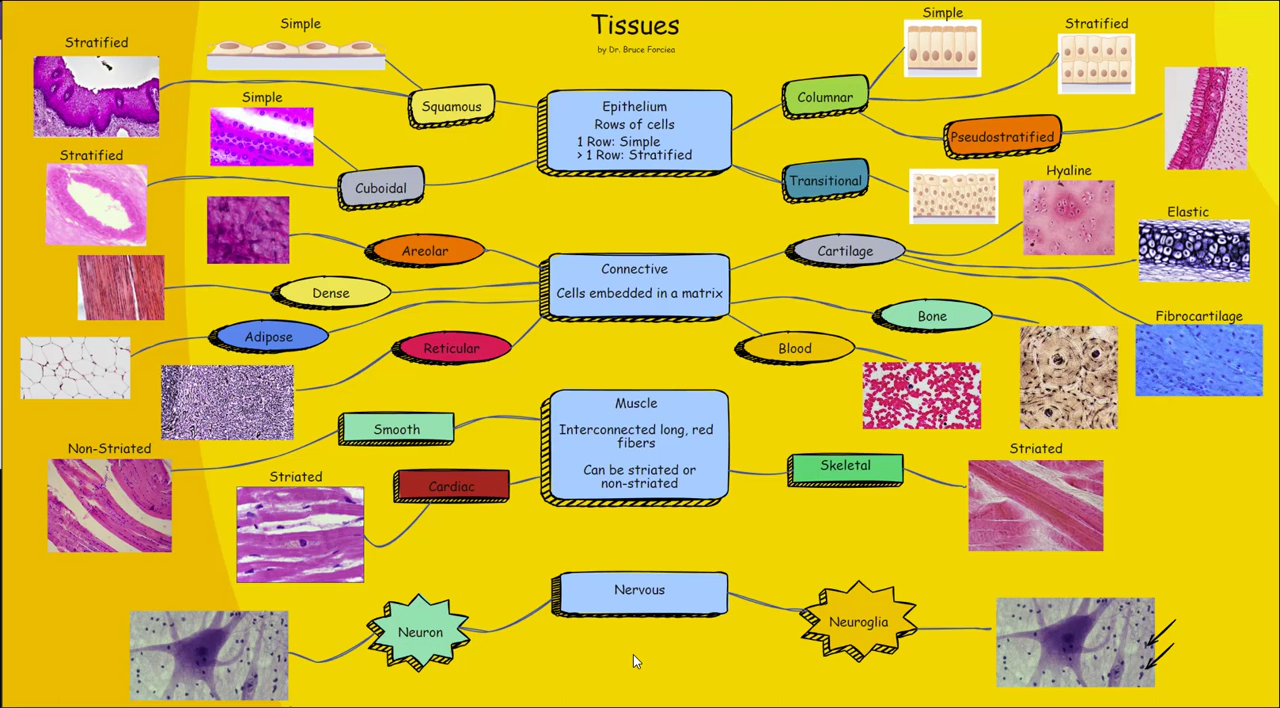 Tissues
by Dr. Bruce Forciea
Stratified
Simple
Simple
Stratified
Squamous
Simple
Epithelium
Rows of cells
1 Row: Simple
> 1 Row: Stratified
Columnar
Pseudostratified
Stratified
Cuboidal
Transitional
Hyaline
Elastic
Areolar
Connective
Cells embedded in a matrix
Cartilage
Dense
Bone
Fibrocartilage
Adipose
Reticular
Blood
Muscle
Interconnected long, red
fibers
Can be striated or
non-striated
Smooth
Non-Striated
Striated
Cardiac
Skeletal
Striated
Nervous
Neuron
Neuroglia